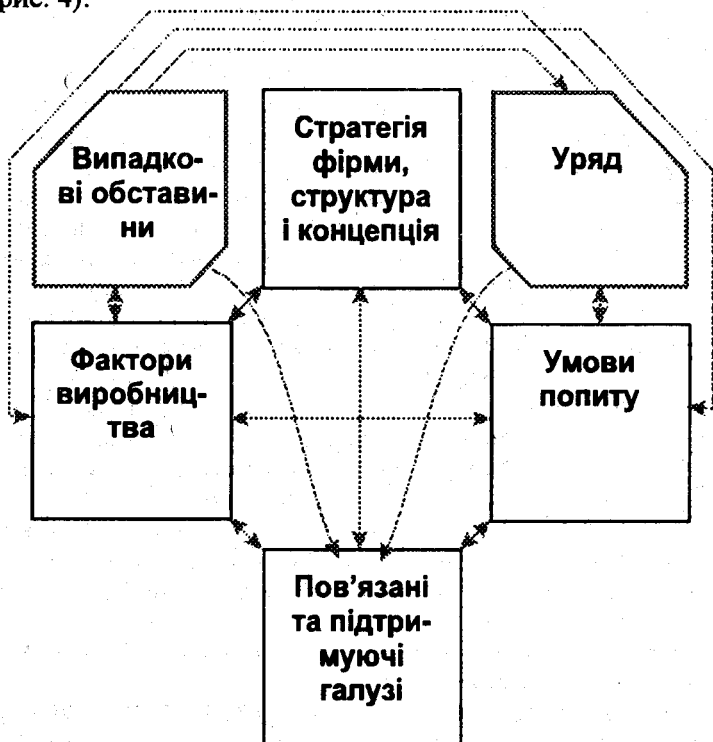 рис. 4).
Випадко-
ві обстави-
ни
Стратегія
фірми,
структура
і концепція
Уряд
Фактори
виробниц-
тва
Умови
попиту
Пов’язані
та підтри-
муючі
галузі